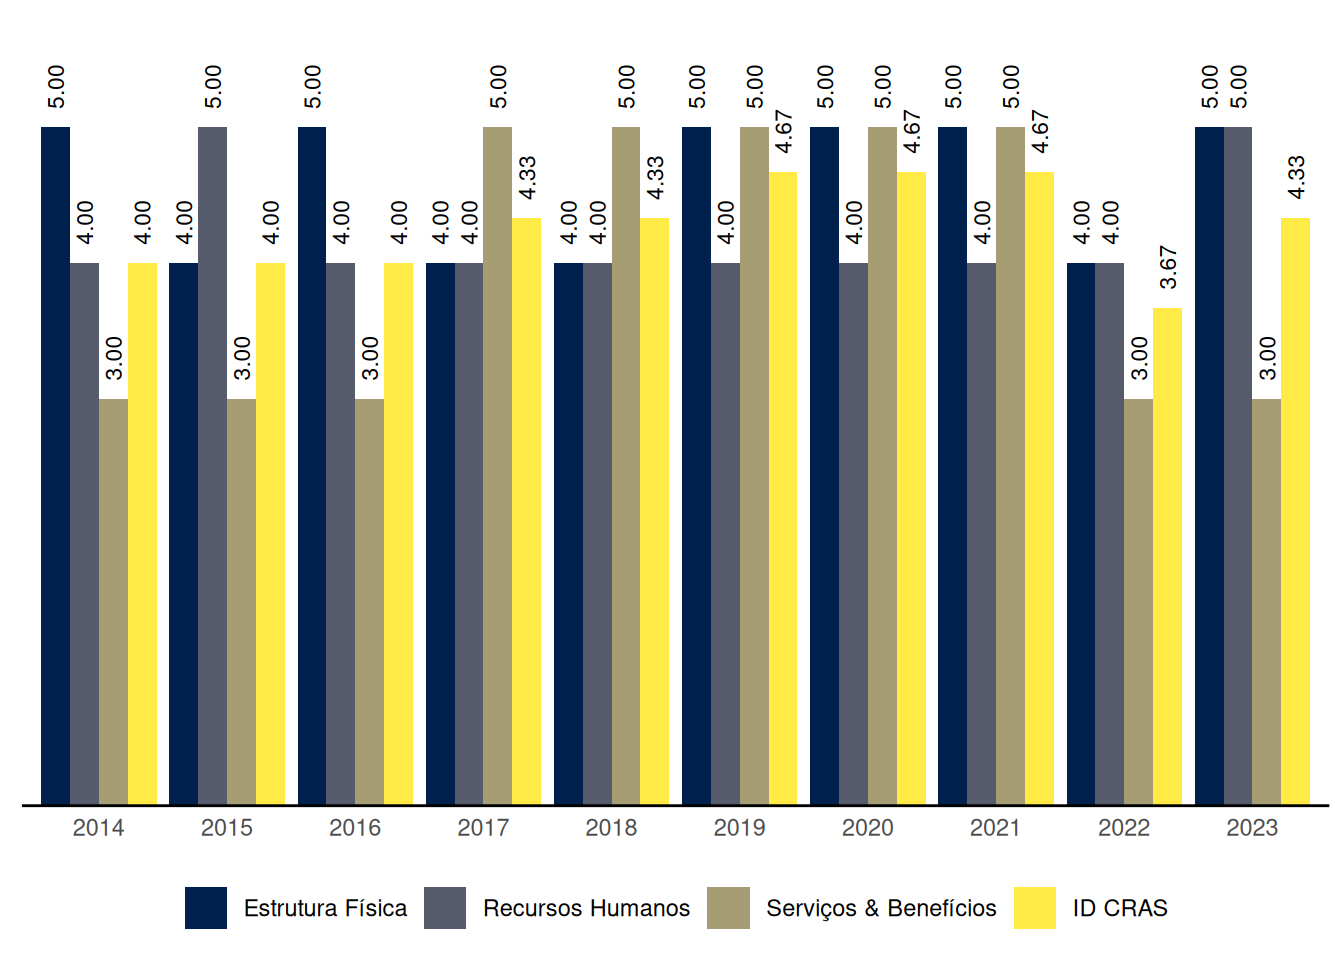 5.00 4.00 3.00 4.00 4.00 5.00 3.00 4.00 5.00 4.00 3.00 4.00 4.00 4.00 5.00 4.33 4.00 4.00 5.00 4.33 5.00 4.00 5.00 4.67 5.00 4.00 5.00 4.67 5.00 4.00 5.00 4.67 4.00 4.00 3.00 3.67 5.00 5.00 3.00 4.33
2014 2015 2016 2017 2018 2019 2020 2021 2022 2023
Estrutura Física Recursos Humanos Serviços & Benefícios ID CRAS